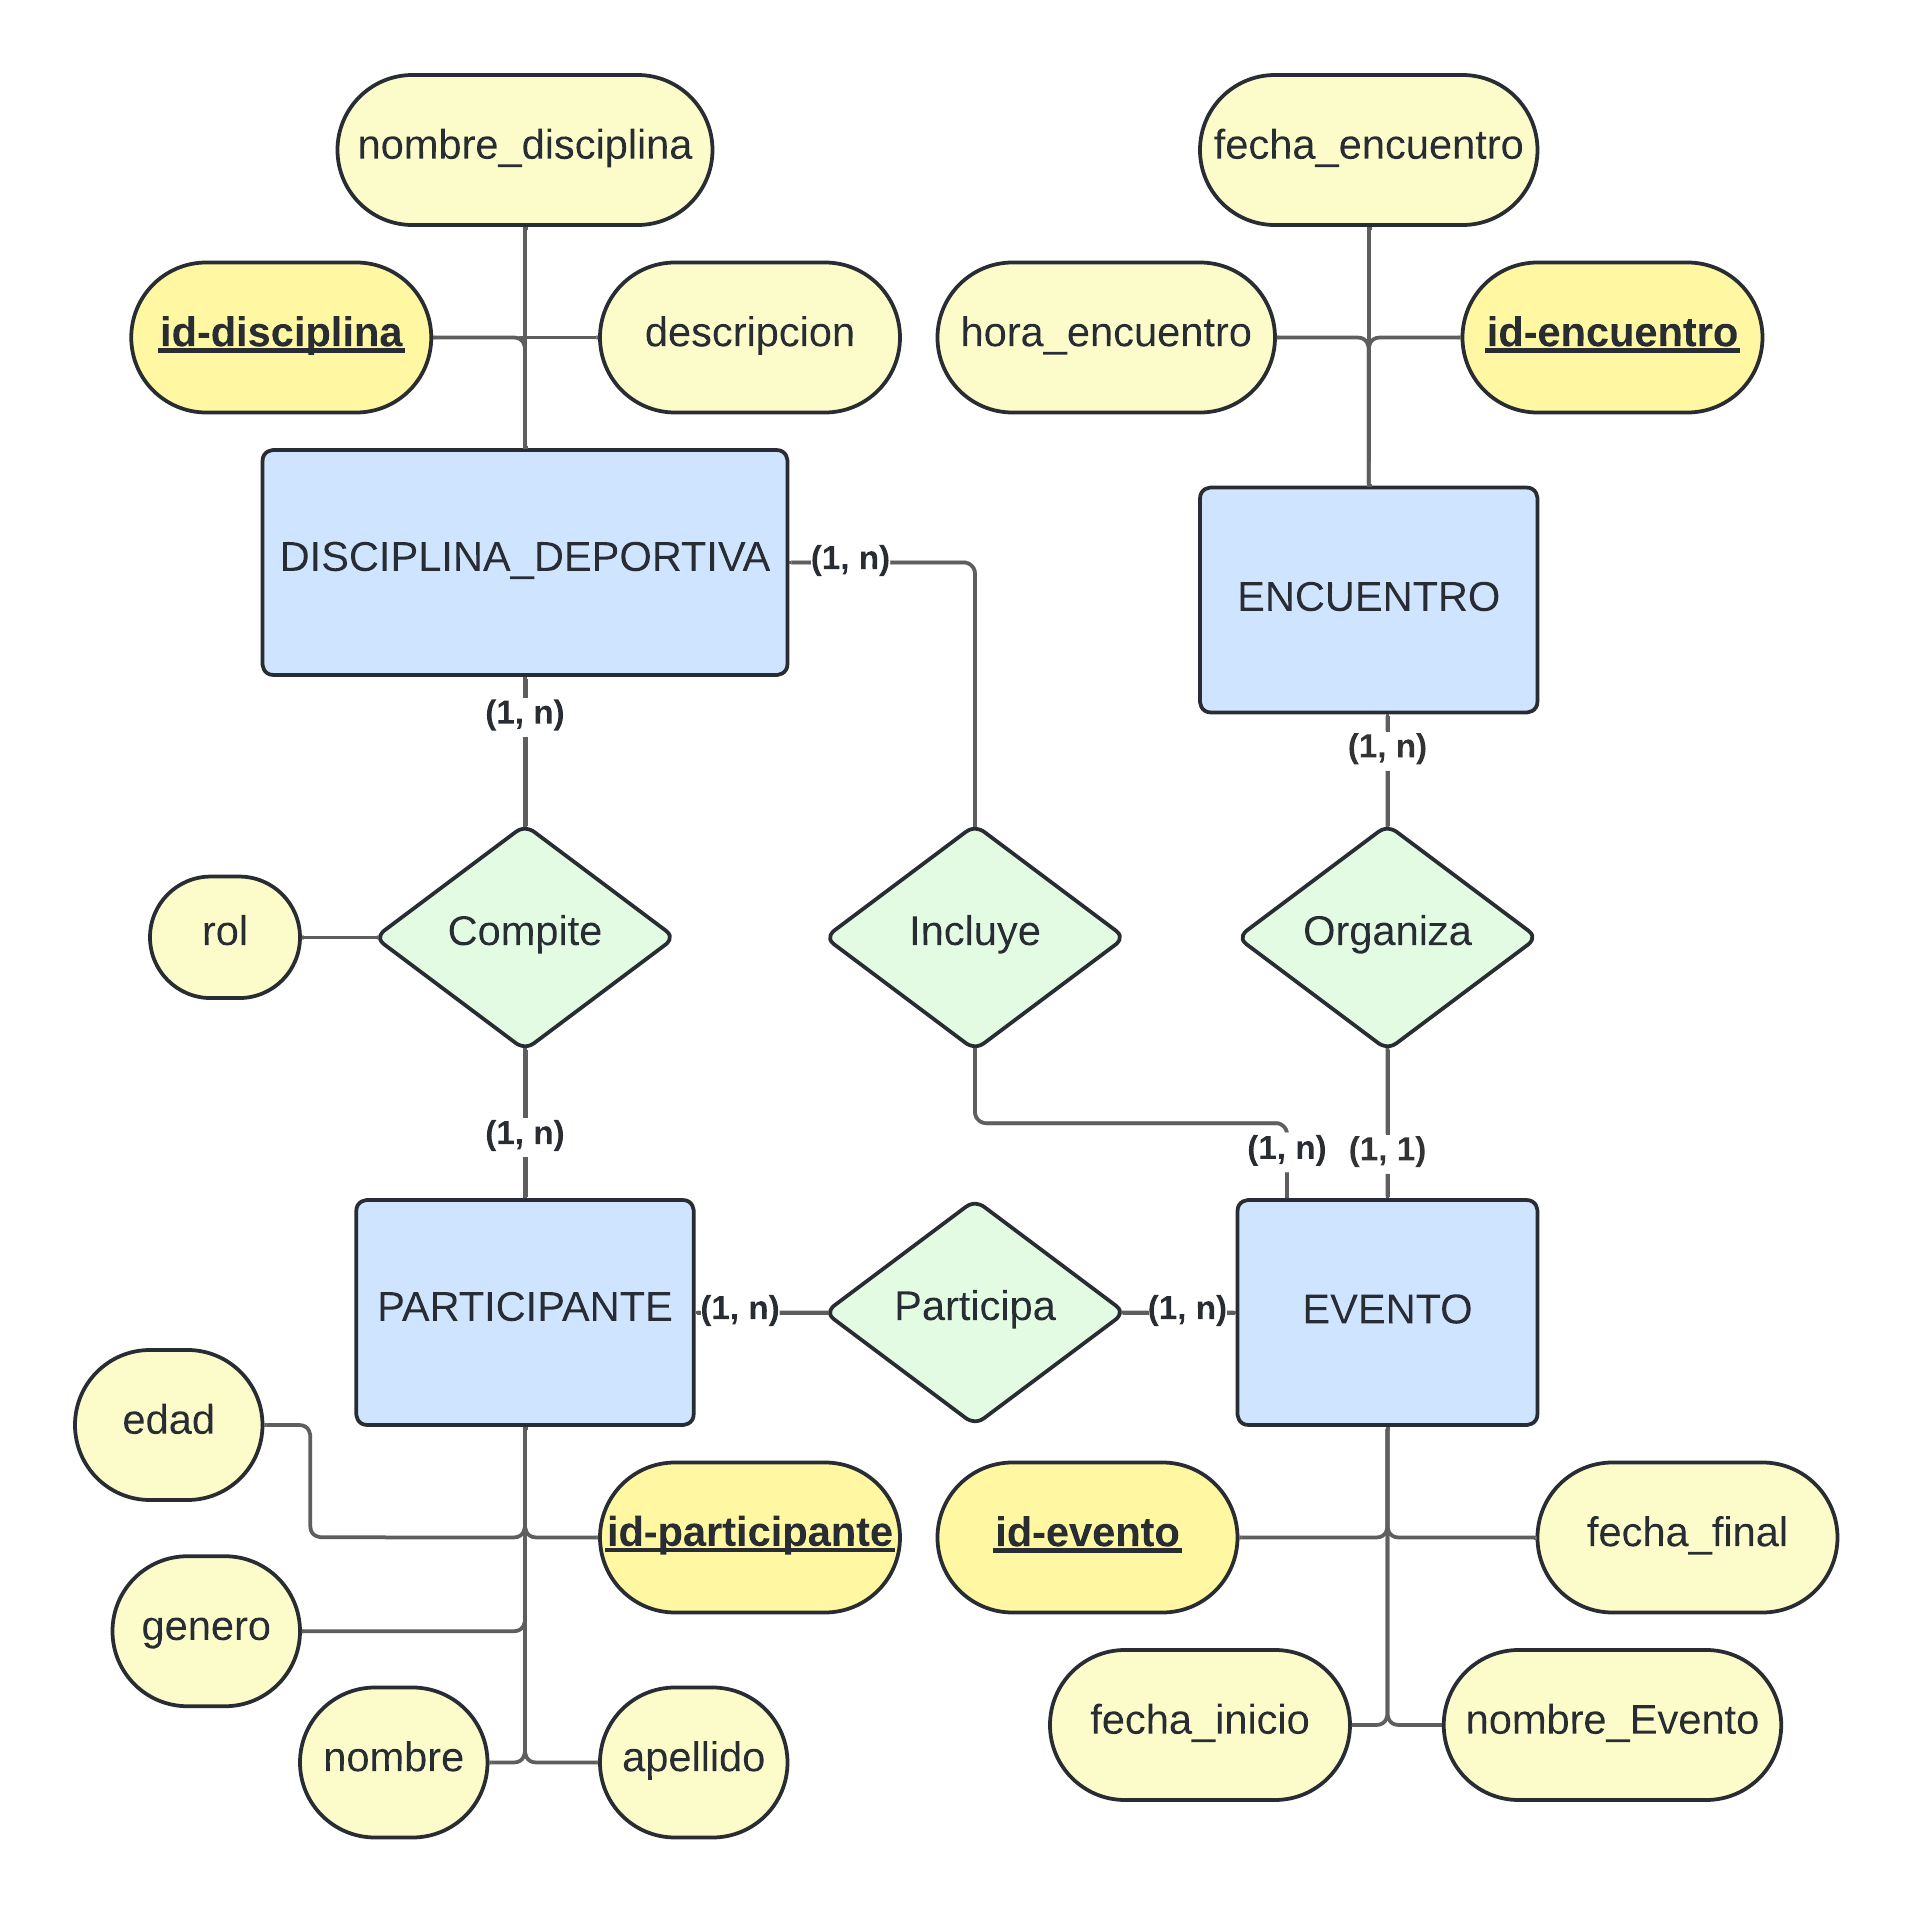 nombre_disciplina
fecha_encuentro
id-disciplina
descripcion
hora_encuentro
id-encuentro
DISCIPLINA_DEPORTIVA
(1, n)
ENCUENTRO
(1, n)
(1, n)
rol
Compite
Incluye
Organiza
(1, n)
(1, n)
(1, 1)
PARTICIPANTE
(1, n)
Participa
(1, n)
EVENTO
edad
id-participante
id-evento
fecha_final
genero
nombre
apellido
fecha_inicio
nombre_Evento